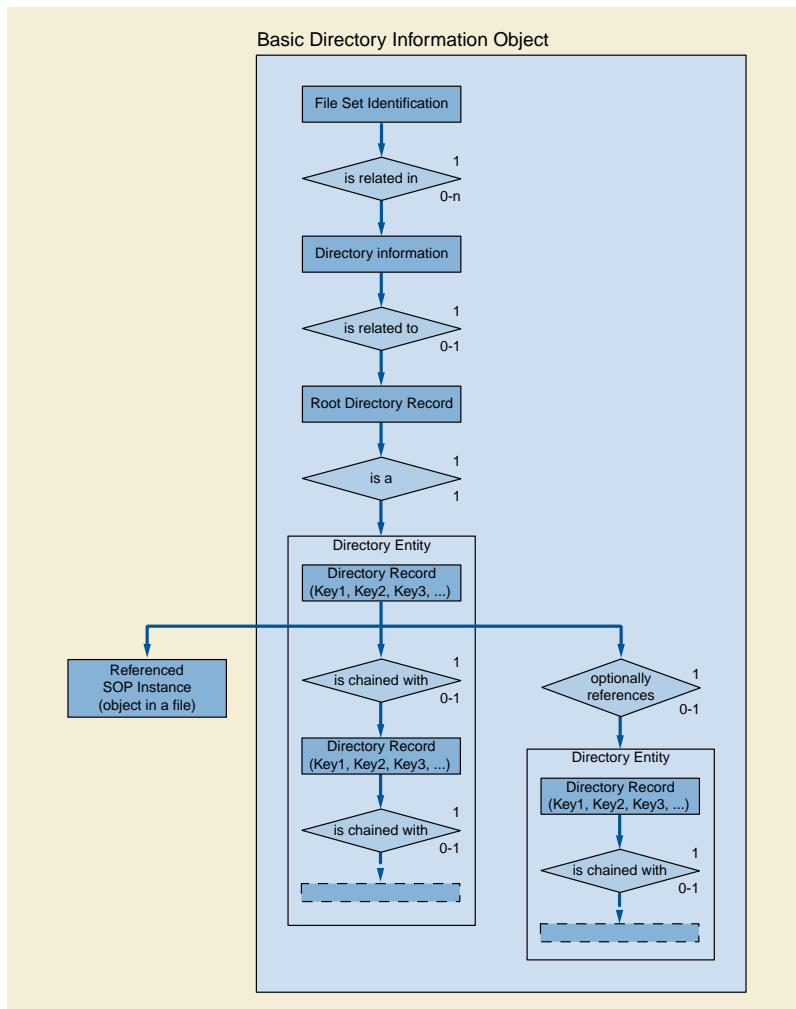 Basic Directory Information Object
File Set Identification
1
is related in
0-n
Directory information
1
is related to
0-1
Root Directory Record
1
is a
1
Directory Entity
Directory Record
(Key1, Key2, Key3, ...)
Referenced
SOP Instance
(object in a file)
1
is chained with
0-1
1
optionally
references
0-1
Directory Record
(Key1, Key2, Key3, ...)
1
is chained with
0-1
Directory Entity
Directory Record
(Key1, Key2, Key3, ...)
1
is chained with
0-1